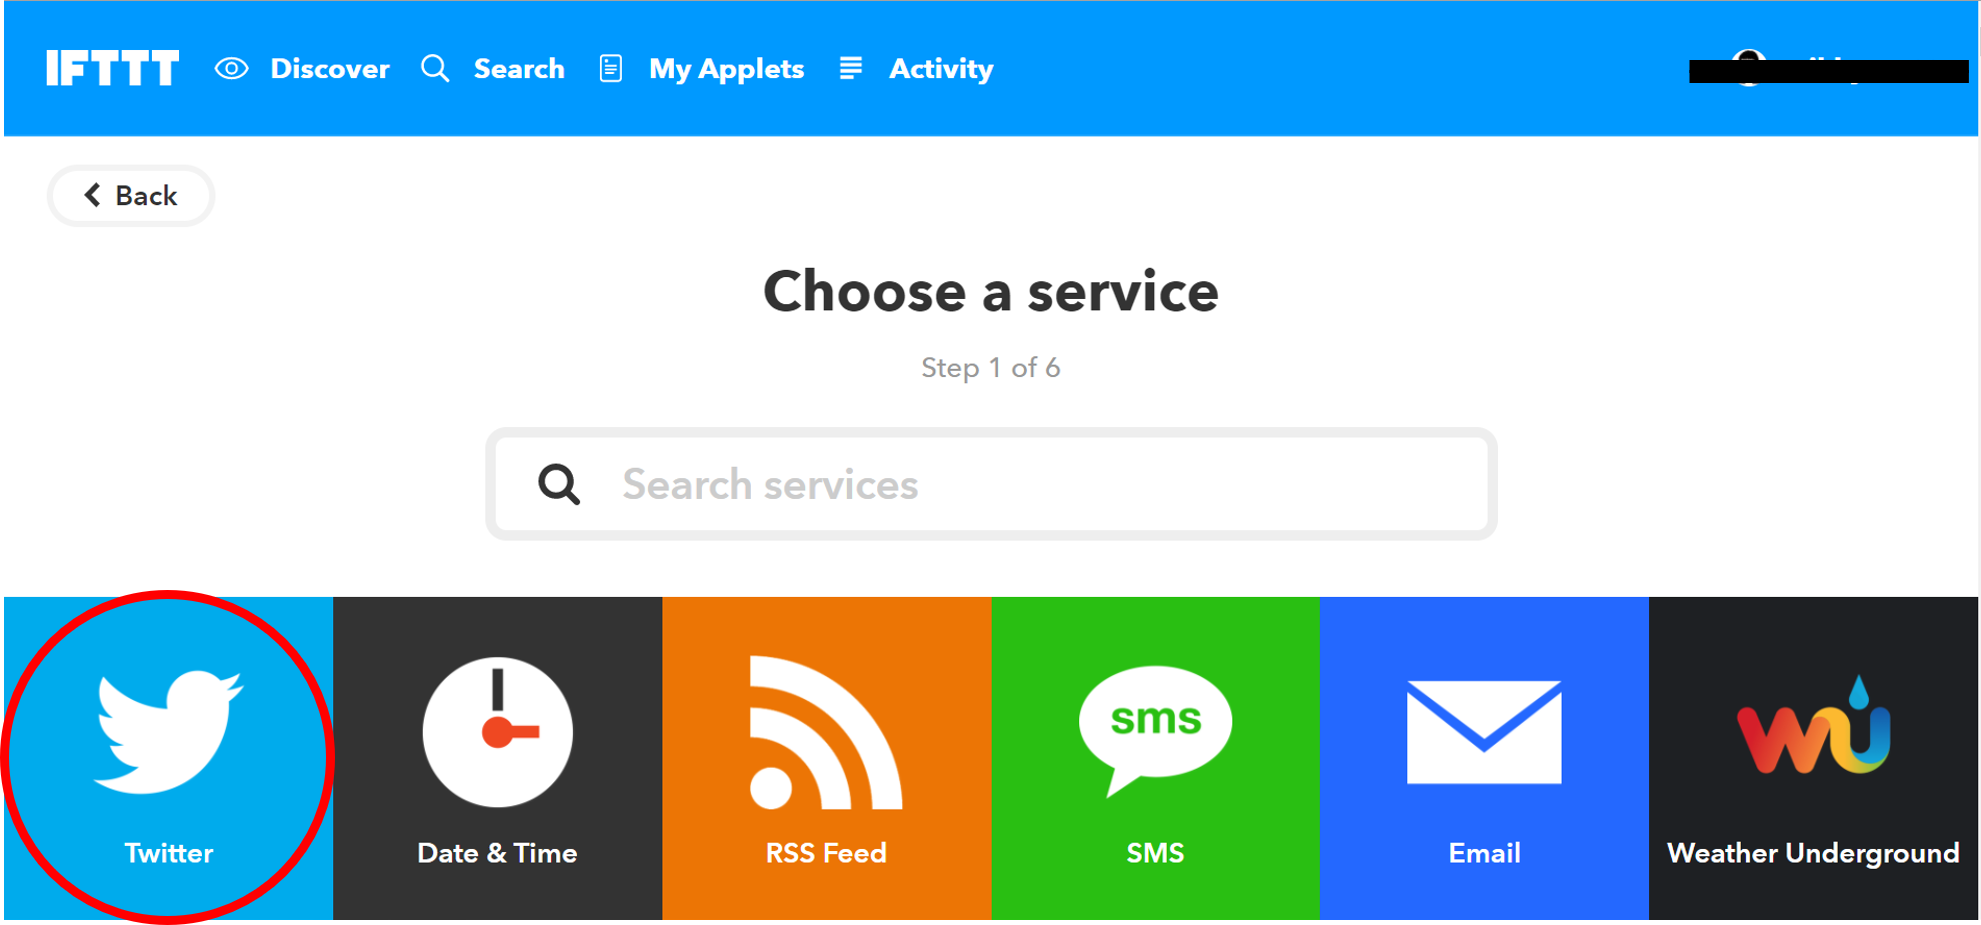 IFTTT Discover Search My Applets Activity
Back
Choose a service
Step 1 of 6
Search services
sms
WU
Twitter Date & Time RSS Feed SMS Email Weather Underground